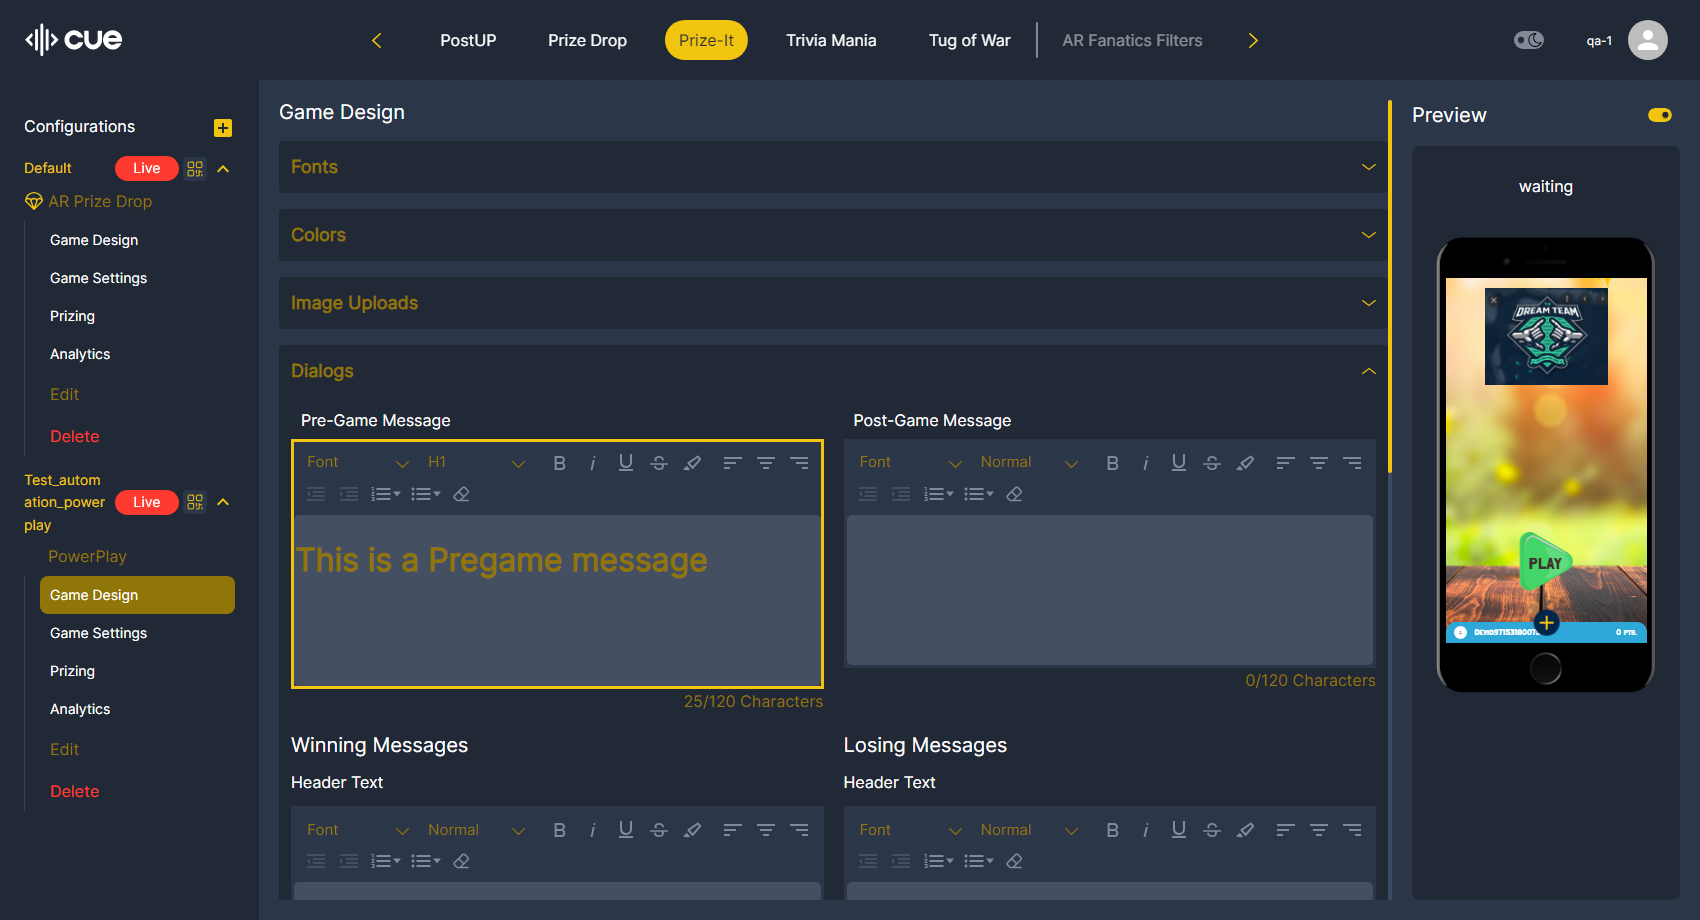 cue
PostUP
Prize Drop
Prize-It
Trivia Mania
Tug of War
AR Fanatics Filters
qa-1
Configurations
Default
Live
AR Prize Drop
Game Design
Game Settings
Prizing
Analytics
Edit
Delete
Test_autom
ation_power
play
Live
PowerPlay
Game Design
Game Settings
Prizing
Analytics
Edit
Delete
Game Design
Fonts
Colors
Image Uploads
Dialogs
Pre-Game Message
Font H1
This is a Pregame message
25/120 Characters
Post-Game Message
Font Normal
0/120 Characters
Winning Messages
Header Text
Font Normal
Losing Messages
Header Text
Font Normal
Preview
waiting
DREAM TEAM
PLAY
0 PTS.